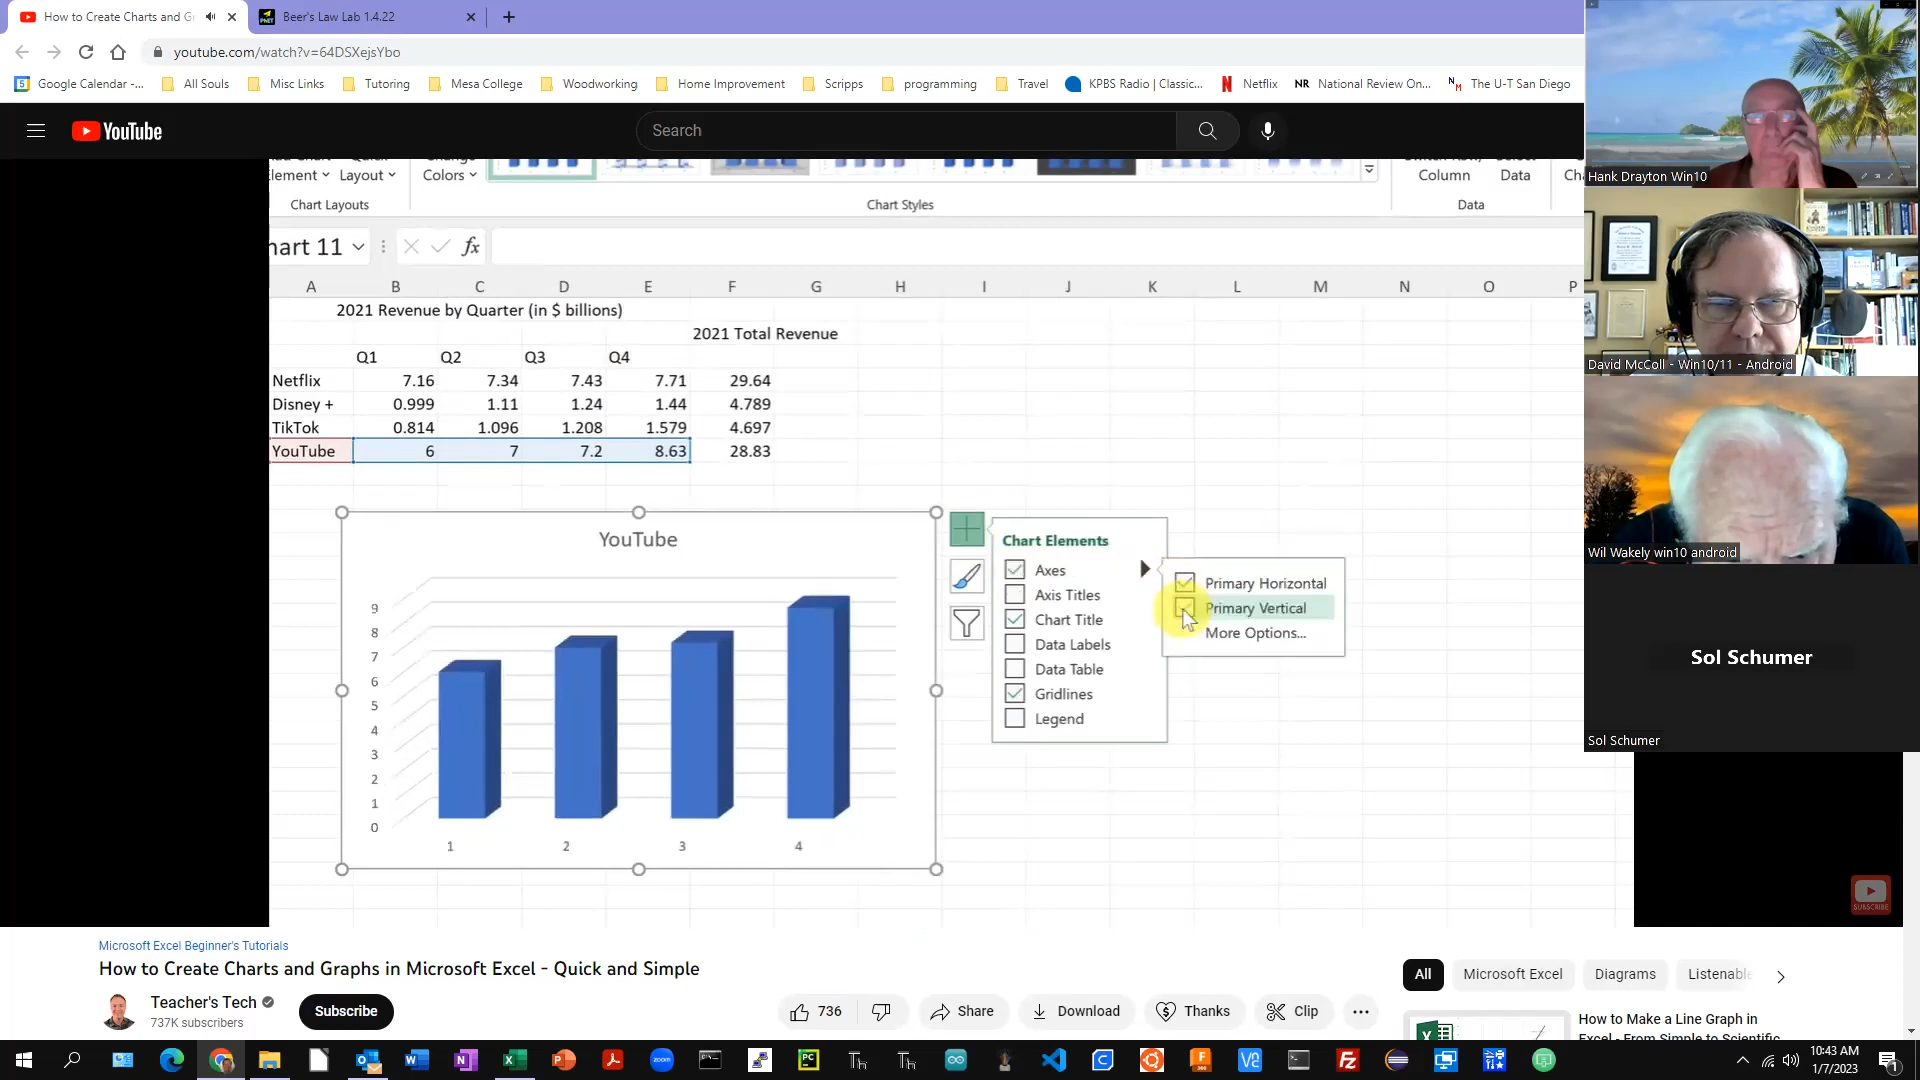 How to Create Charts and Gr
Beer's Law Lab 1.4.22
youtube.com/watch?v=64DSXejsYbo
Google Calendar -...
All Souls
Misc Links
Tutoring
Mesa College
Woodworking
Home Improvement
Scripps
programming
Travel
KPBS Radio | Classic...
Netflix
National Review On...
The U-T San Diego
YouTube
Search
Element
Layout
Colors
Column
Data
Chart Layouts
Chart Styles
Data
hart 11
fx
A B C D E F G H I J K L M N O P
2021 Revenue by Quarter (in $ billions)
2021 Total Revenue
Q1 Q2 Q3 Q4
Netflix 7.16 7.34 7.43 7.71 29.64
Disney + 0.999 1.11 1.24 1.44 4.789
TikTok 0.814 1.096 1.208 1.579 4.697
YouTube 6 7 7.2 8.63 28.83
YouTube
9
8
7
6
5
4
3
2
1
0
1 2 3 4
Chart Elements
Axes
Axis Titles
Chart Title
Data Labels
Data Table
Gridlines
Legend
Primary Horizontal
Primary Vertical
More Options...
Hank Drayton Win10
David McColl - Win10/11 - Android
Wil Wakely win10 android
Sol Schumer
Sol Schumer
SUBSCRIBE
Microsoft Excel Beginner's Tutorials
How to Create Charts and Graphs in Microsoft Excel - Quick and Simple
Teacher's Tech
737K subscribers
Subscribe
736
Share
Download
Thanks
Clip
All
Microsoft Excel
Diagrams
Listenable
How to Make a Line Graph in
Excel - From Simple to Scientific
10:43 AM
1/7/2023